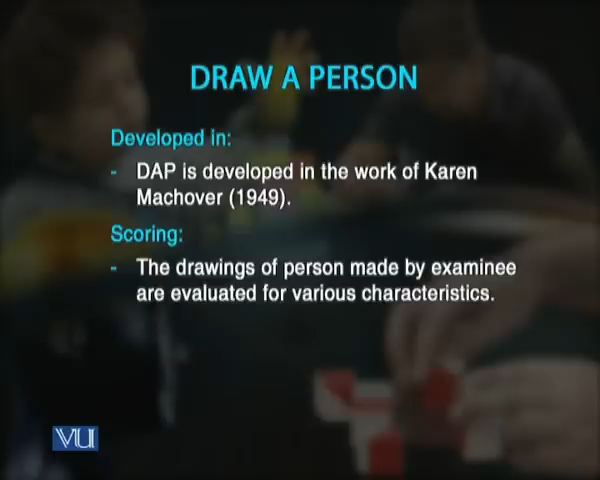 DRAW A PERSON
Developed in:
- DAP is developed in the work of Karen
Machover (1949).
Scoring:
- The drawings of person made by examinee
are evaluated for various characteristics.
VU